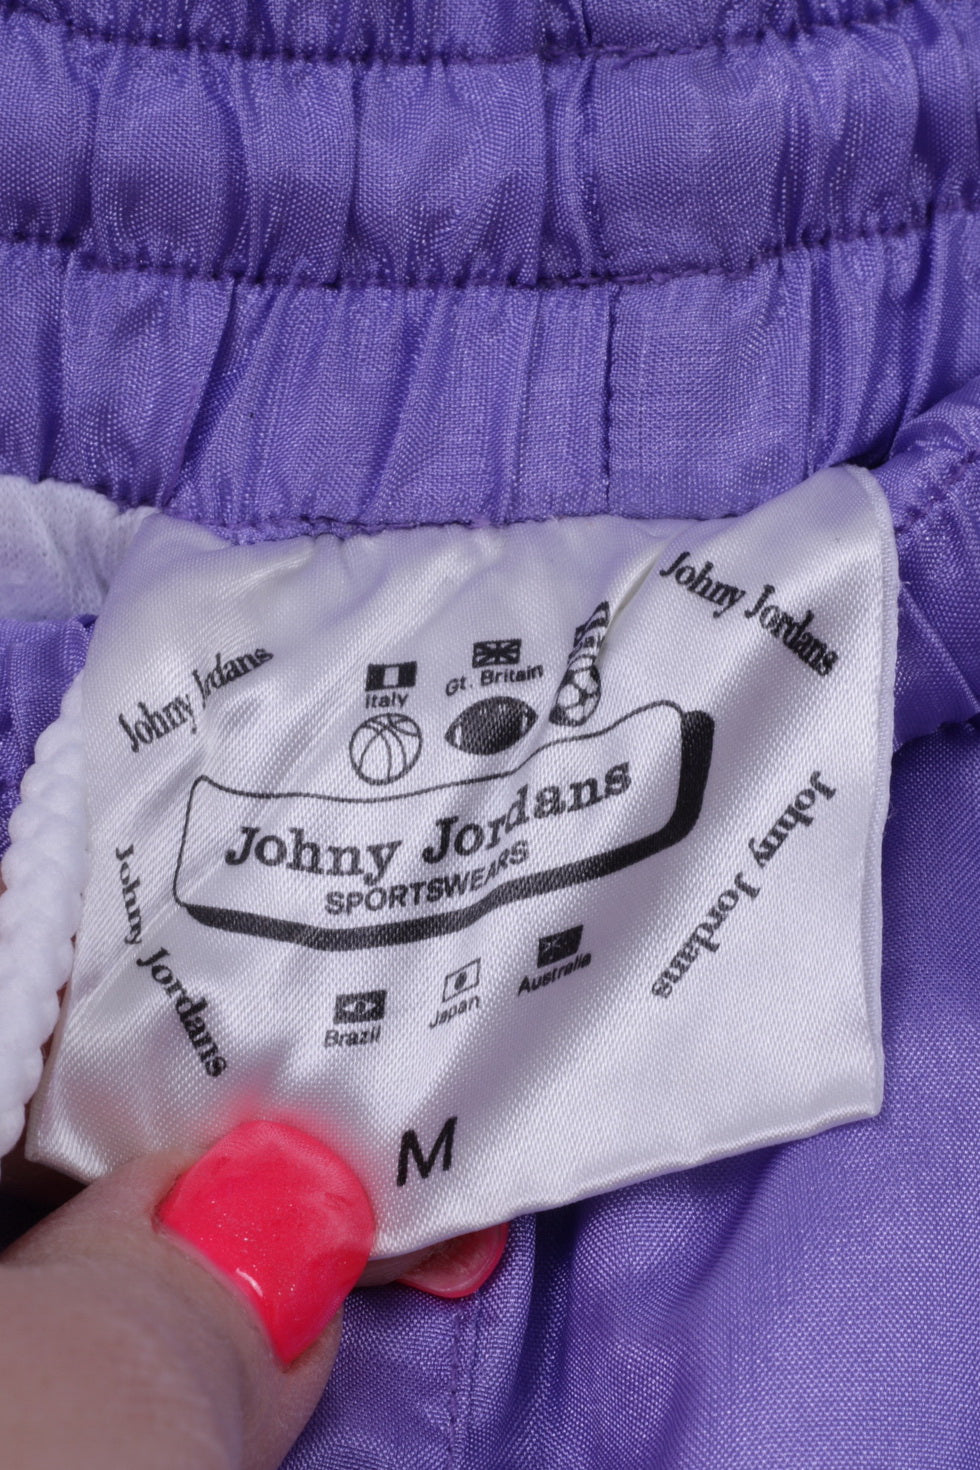 Johny Jordans
Johny Jordans
Italy
Gt. Britain
Johny Jordans
SPORTSWEARS
Johny Jordans
Johny Jordans
Brazil
Japan
Australia
M